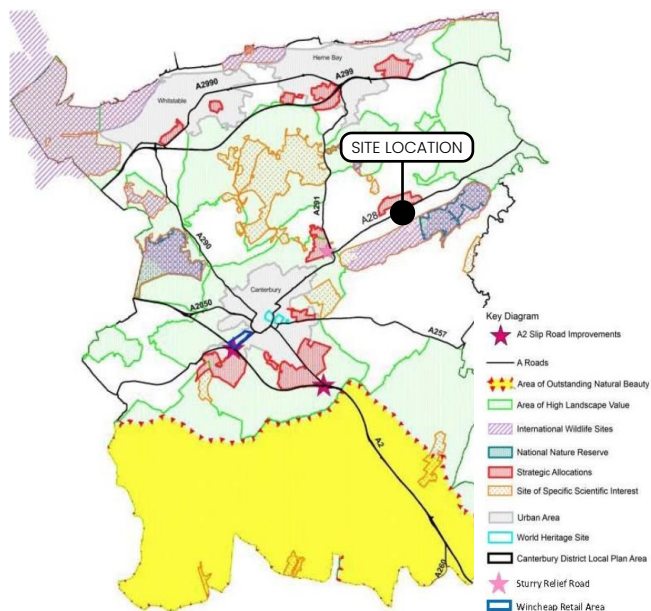 Herne Bay
A299
A2990
Whitstable
SITE LOCATION
A291
A28
A290
Canterbury
A2050
A257
A2
A260
Key Diagram
A2 Slip Road Improvements
A Roads
Area of Outstanding Natural Beauty
Area of High Landscape Value
International Wildlife Sites
National Nature Reserve
Strategic Allocations
Site of Specific Scientific Interest
Urban Area
World Heritage Site
Canterbury District Local Plan Area
Sturry Relief Road
Wincheap Retail Area